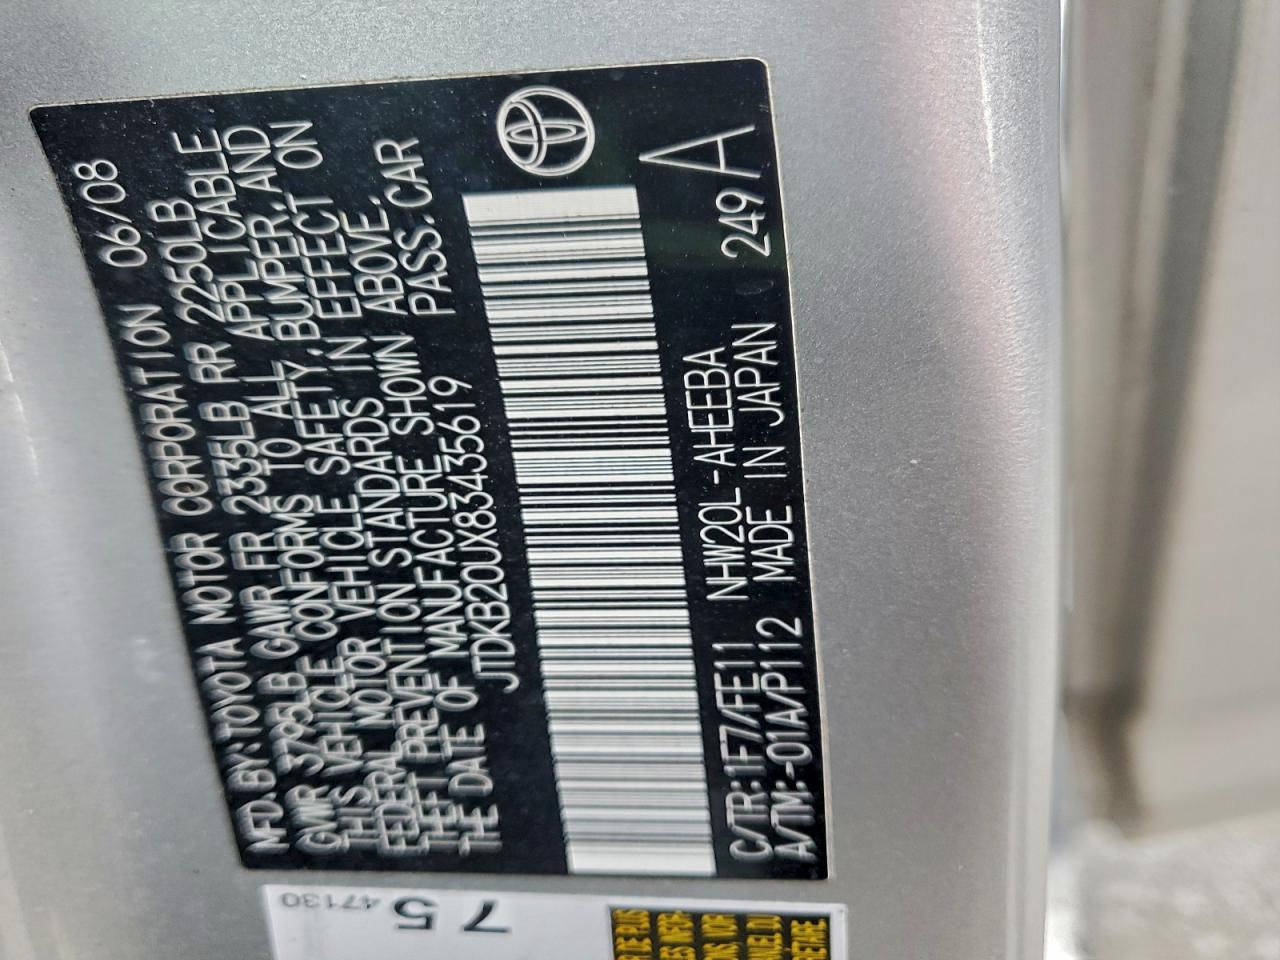 MFD.BY:TOYOTA MOTOR CORPORATION 06/08
GVWR 3795LB GAWR FR 2335LB RR 2250LB
THIS VEHICLE CONFORMS TO ALL APPLICABLE
FEDERAL MOTOR VEHICLE SAFETY, BUMPER, AND
THEFT PREVENTION STANDARDS IN EFFECT ON
THE DATE OF MANUFACTURE SHOWN ABOVE.
JTDKB20UX83435619 PASS.CAR
C/TR:1F7/FE11 NHW20L-AHEEBA
A/TM:-01A/P112 MADE IN JAPAN 249 A
75
47130